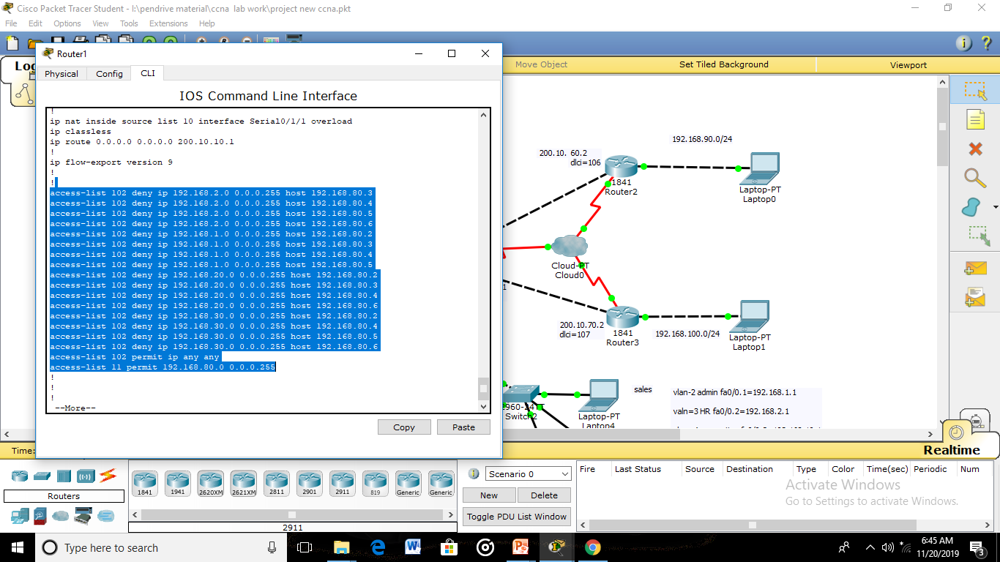 Cisco Packet Tracer Student - I:\pendrive material\ccna lab work\project new ccna.pkt
File Edit Options View Tools Extensions Help
Router1
Move Object
Set Tiled Background
Viewport
Physical Config CLI
IOS Command Line Interface
!
ip nat inside source list 10 interface Serial0/1/1 overload
ip classless
ip route 0.0.0.0 0.0.0.0 200.10.10.1
!
ip flow-export version 9
!
!
access-list 102 deny ip 192.168.2.0 0.0.0.255 host 192.168.80.3
access-list 102 deny ip 192.168.2.0 0.0.0.255 host 192.168.80.4
access-list 102 deny ip 192.168.2.0 0.0.0.255 host 192.168.80.5
access-list 102 deny ip 192.168.2.0 0.0.0.255 host 192.168.80.6
access-list 102 deny ip 192.168.1.0 0.0.0.255 host 192.168.80.2
access-list 102 deny ip 192.168.1.0 0.0.0.255 host 192.168.80.3
access-list 102 deny ip 192.168.1.0 0.0.0.255 host 192.168.80.4
access-list 102 deny ip 192.168.1.0 0.0.0.255 host 192.168.80.5
access-list 102 deny ip 192.168.20.0 0.0.0.255 host 192.168.80.2
access-list 102 deny ip 192.168.20.0 0.0.0.255 host 192.168.80.3
access-list 102 deny ip 192.168.20.0 0.0.0.255 host 192.168.80.4
access-list 102 deny ip 192.168.20.0 0.0.0.255 host 192.168.80.6
access-list 102 deny ip 192.168.30.0 0.0.0.255 host 192.168.80.2
access-list 102 deny ip 192.168.30.0 0.0.0.255 host 192.168.80.4
access-list 102 deny ip 192.168.30.0 0.0.0.255 host 192.168.80.5
access-list 102 deny ip 192.168.30.0 0.0.0.255 host 192.168.80.6
access-list 102 permit ip any any
access-list 11 permit 192.168.80.0 0.0.0.255
!
!
!
--More--
Copy Paste
192.168.90.0/24
200.10. 60.2
dlci=106
1841
Router2
Laptop-PT
Laptop0
Cloud-PT
Cloud0
200.10.70.2
dlci=107
1841
Router3
192.168.100.0/24
Laptop-PT
Laptop1
2960-24TT
Switch2
Laptop-PT
Laptop4
sales
vlan-2 admin fa0/0.1=192.168.1.1
valn=3 HR fa0/0.2=192.168.2.1
Time:
Realtime
Routers
1841 1941 2620XM 2621XM 2811 2901 2911 819 Generic Generic
2911
Scenario 0
New Delete
Toggle PDU List Window
Fire Last Status Source Destination Type Color Time(sec) Periodic Num
Activate Windows
Go to Settings to activate Windows.
Type here to search
6:45 AM
11/20/2019
3